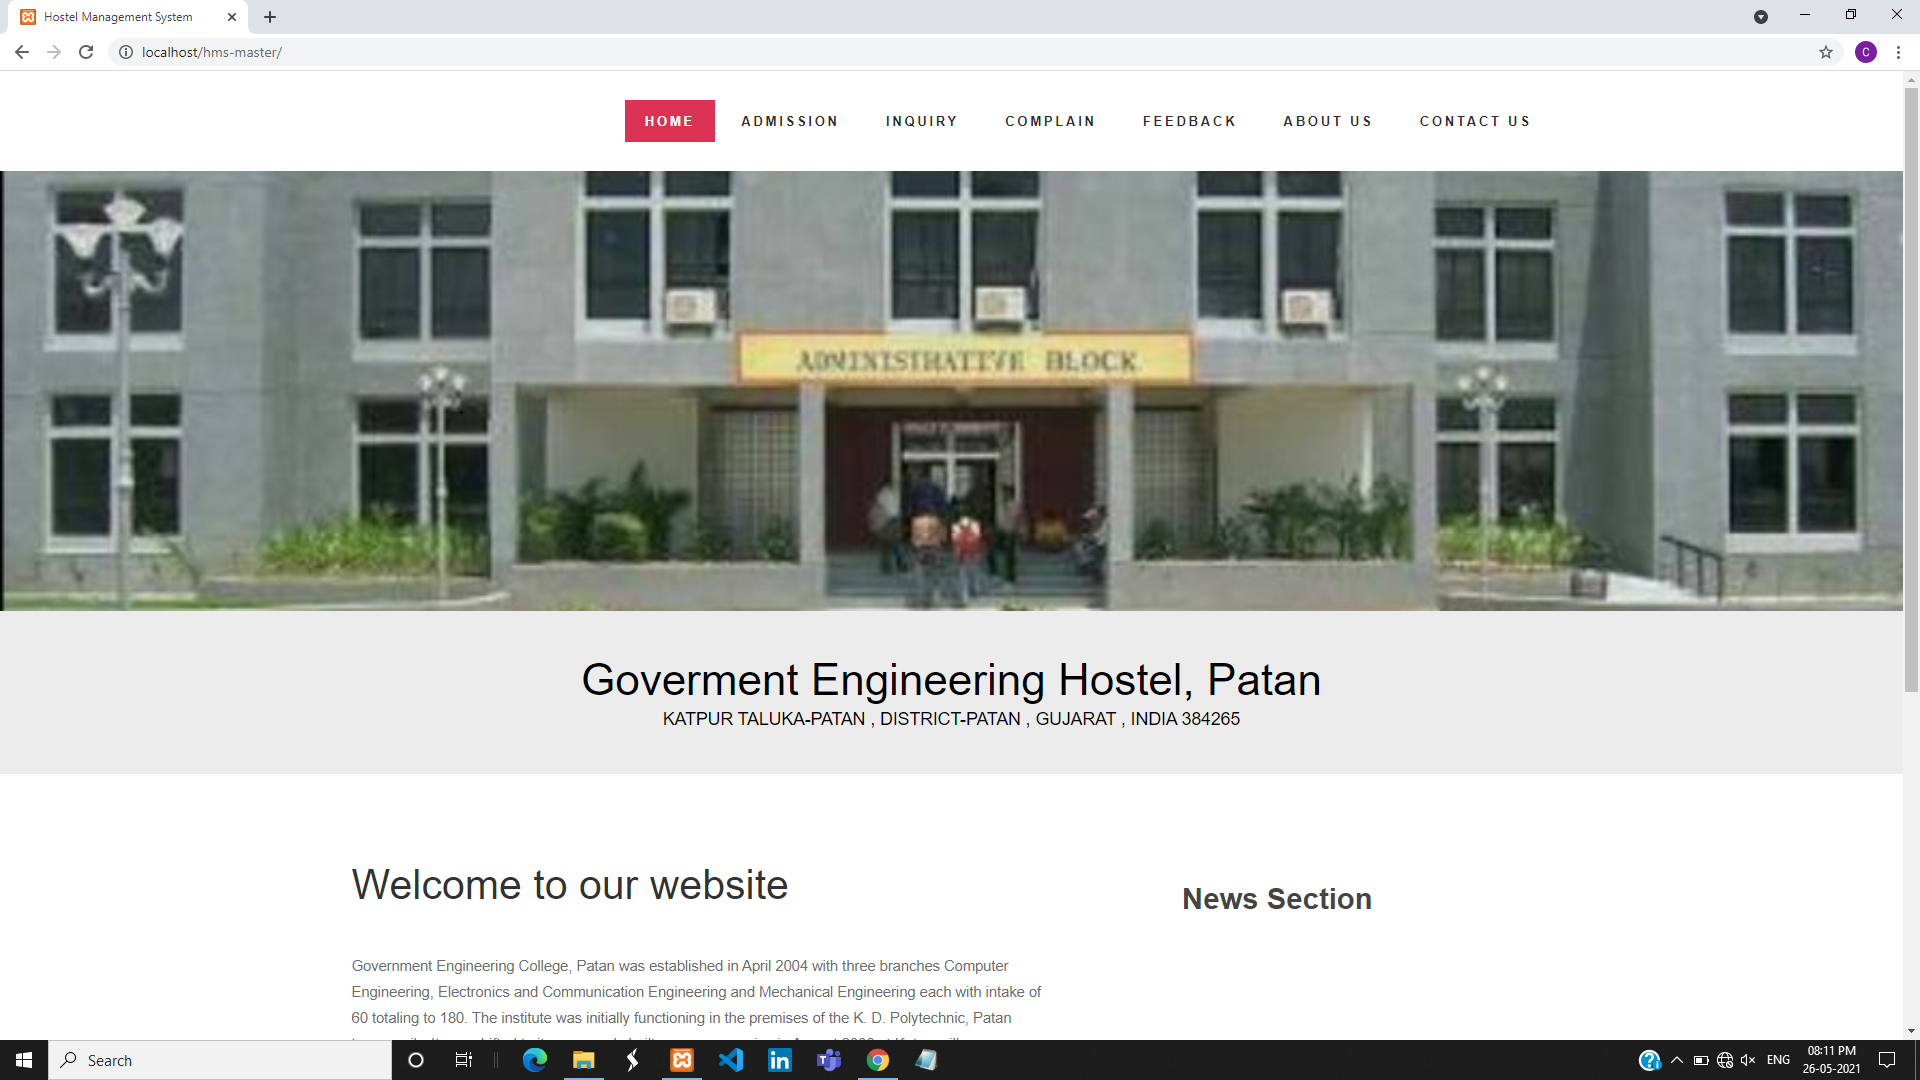 Hostel Management System
localhost/hms-master/
C
HOME ADMISSION INQUIRY COMPLAIN FEEDBACK ABOUT US CONTACT US
ADMINISTRATIVE BLOCK
Goverment Engineering Hostel, Patan
KATPUR TALUKA-PATAN , DISTRICT-PATAN , GUJARAT , INDIA 384265
Welcome to our website
News Section
Government Engineering College, Patan was established in April 2004 with three branches Computer
Engineering, Electronics and Communication Engineering and Mechanical Engineering each with intake of
60 totaling to 180. The institute was initially functioning in the premises of the K. D. Polytechnic, Patan
Search
ENG
08:11 PM
26-05-2021